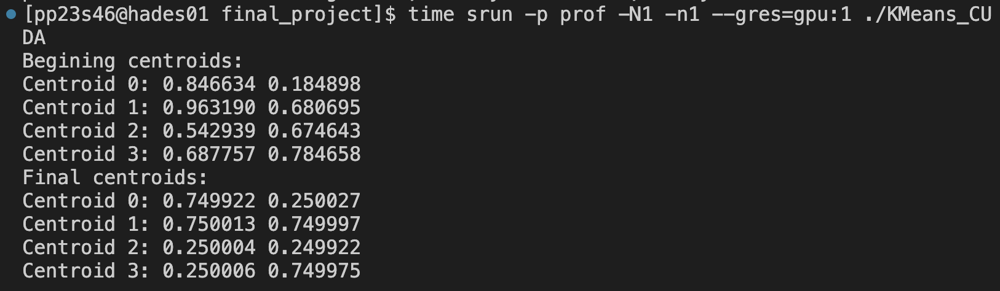 [pp23s46@hades01 final_project]$ time srun -p prof -N1 -n1 --gres=gpu:1 ./KMeans_CU
DA
Begining centroids:
Centroid 0: 0.846634 0.184898
Centroid 1: 0.963190 0.680695
Centroid 2: 0.542939 0.674643
Centroid 3: 0.687757 0.784658
Final centroids:
Centroid 0: 0.749922 0.250027
Centroid 1: 0.750013 0.749997
Centroid 2: 0.250004 0.249922
Centroid 3: 0.250006 0.749975